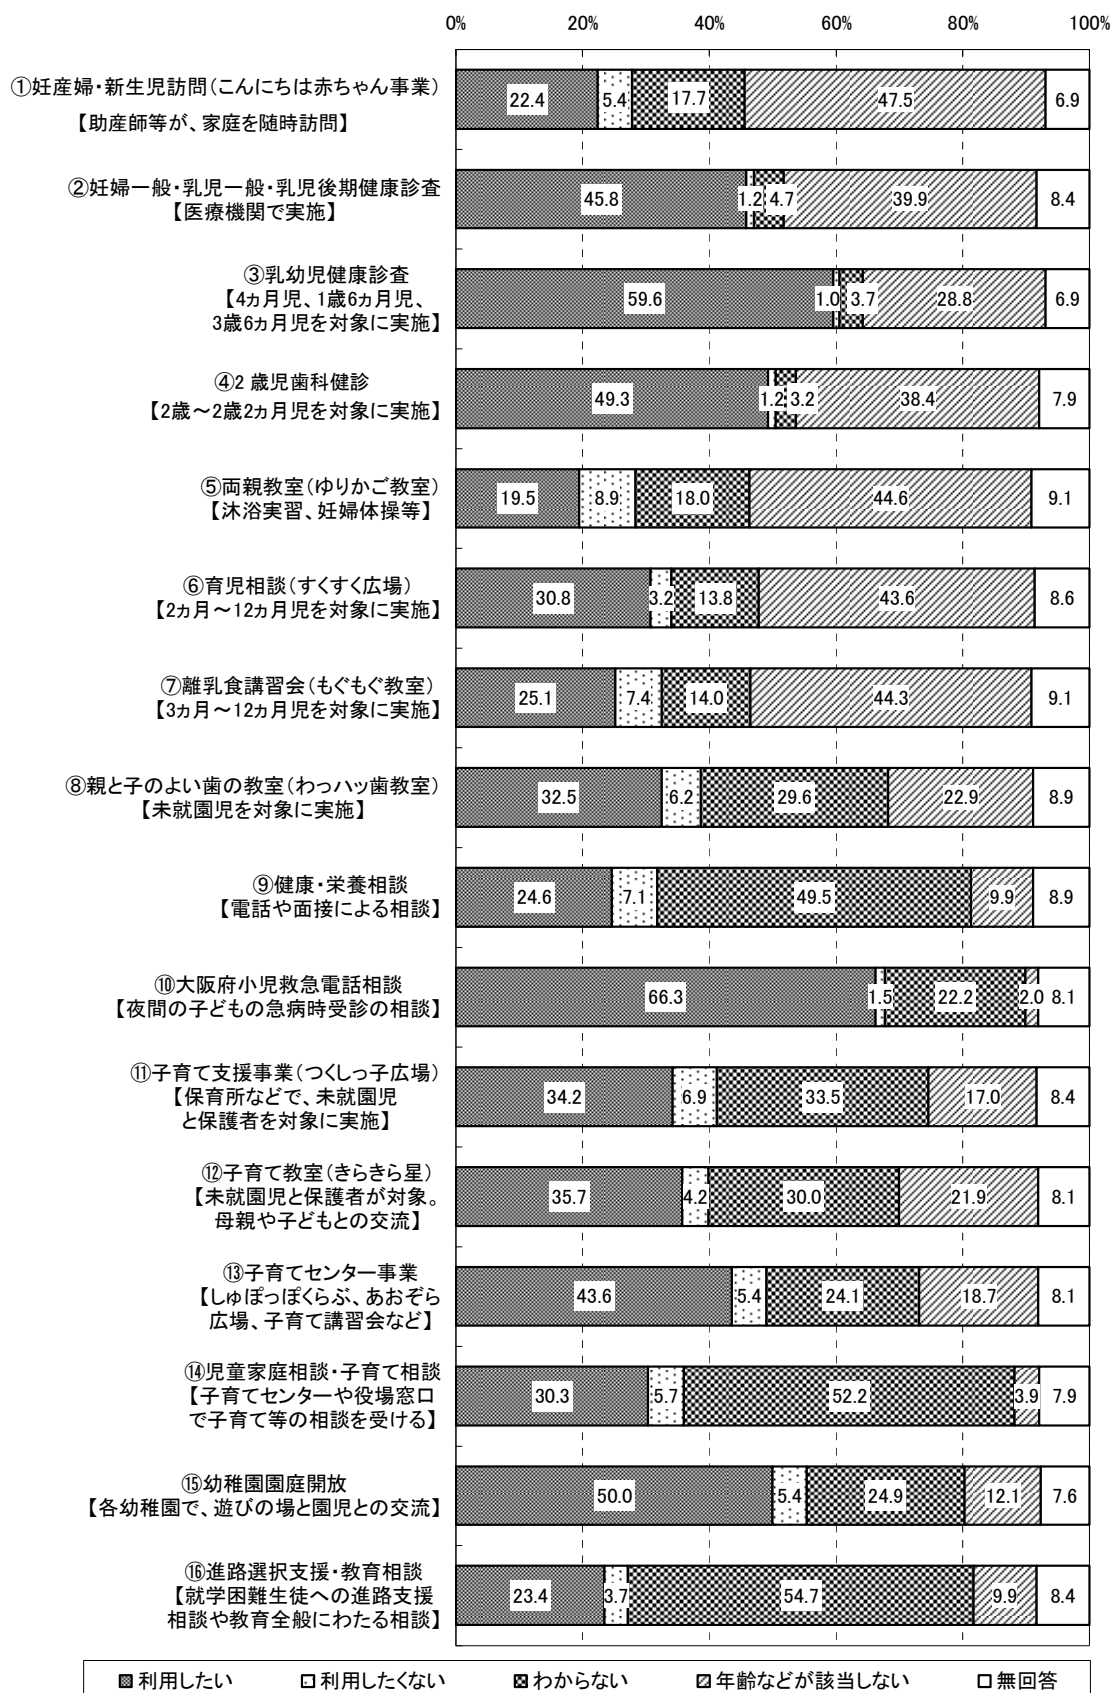 0% 20% 40% 60% 80% 100%
①妊産婦・新生児訪問(こんにちは赤ちゃん事業)
【助産師等が、家庭を随時訪問】
22.4 5.4 17.7 47.5 6.9
②妊婦一般・乳児一般・乳児後期健康診査
【医療機関で実施】
45.8 1.2 4.7 39.9 8.4
③乳幼児健康診査
【4ヵ月児、1歳6ヵ月児、
3歳6ヵ月児を対象に実施】
59.6 1.0 3.7 28.8 6.9
④2 歳児歯科健診
【2歳～2歳2ヵ月児を対象に実施】
49.3 1.2 3.2 38.4 7.9
⑤両親教室(ゆりかご教室)
【沐浴実習、妊婦体操等】
19.5 8.9 18.0 44.6 9.1
⑥育児相談(すくすく広場)
【2ヵ月～12ヵ月児を対象に実施】
30.8 3.2 13.8 43.6 8.6
⑦離乳食講習会(もぐもぐ教室)
【3ヵ月～12ヵ月児を対象に実施】
25.1 7.4 14.0 44.3 9.1
⑧親と子のよい歯の教室(わっハッ歯教室)
【未就園児を対象に実施】
32.5 6.2 29.6 22.9 8.9
⑨健康・栄養相談
【電話や面接による相談】
24.6 7.1 49.5 9.9 8.9
⑩大阪府小児救急電話相談
【夜間の子どもの急病時受診の相談】
66.3 1.5 22.2 2.0 8.1
⑪子育て支援事業(つくしっ子広場)
【保育所などで、未就園児
と保護者を対象に実施】
34.2 6.9 33.5 17.0 8.4
⑫子育て教室(きらきら星)
【未就園児と保護者が対象。
母親や子どもとの交流】
35.7 4.2 30.0 21.9 8.1
⑬子育てセンター事業
【しゅぽっぽくらぶ、あおぞら
広場、子育て講習会など】
43.6 5.4 24.1 18.7 8.1
⑭児童家庭相談・子育て相談
【子育てセンターや役場窓口
で子育て等の相談を受ける】
30.3 5.7 52.2 3.9 7.9
⑮幼稚園園庭開放
【各幼稚園で、遊びの場と園児との交流】
50.0 5.4 24.9 12.1 7.6
⑯進路選択支援・教育相談
【就学困難生徒への進路支援
相談や教育全般にわたる相談】
23.4 3.7 54.7 9.9 8.4
利用したい 利用したくない わからない 年齢などが該当しない 無回答